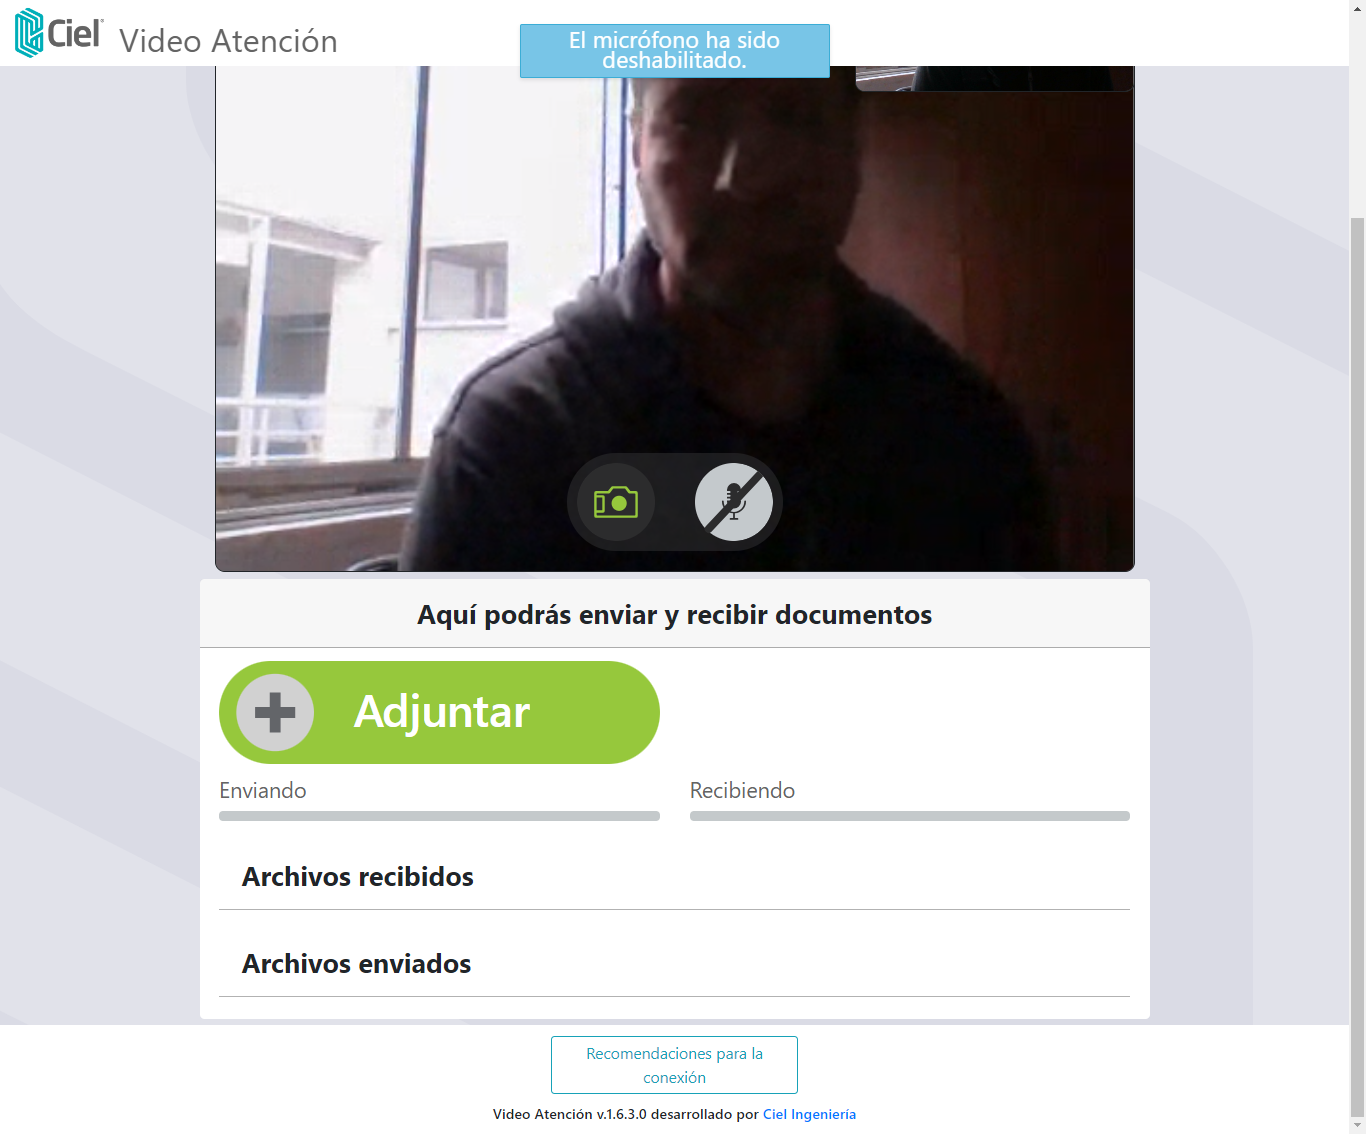 Ciel
Video Atención
El micrófono ha sido
deshabilitado.
Aquí podrás enviar y recibir documentos
Adjuntar
Enviando
Recibiendo
Archivos recibidos
Archivos enviados
Recomendaciones para la
conexión
Video Atención v.1.6.3.0 desarrollado por Ciel Ingeniería